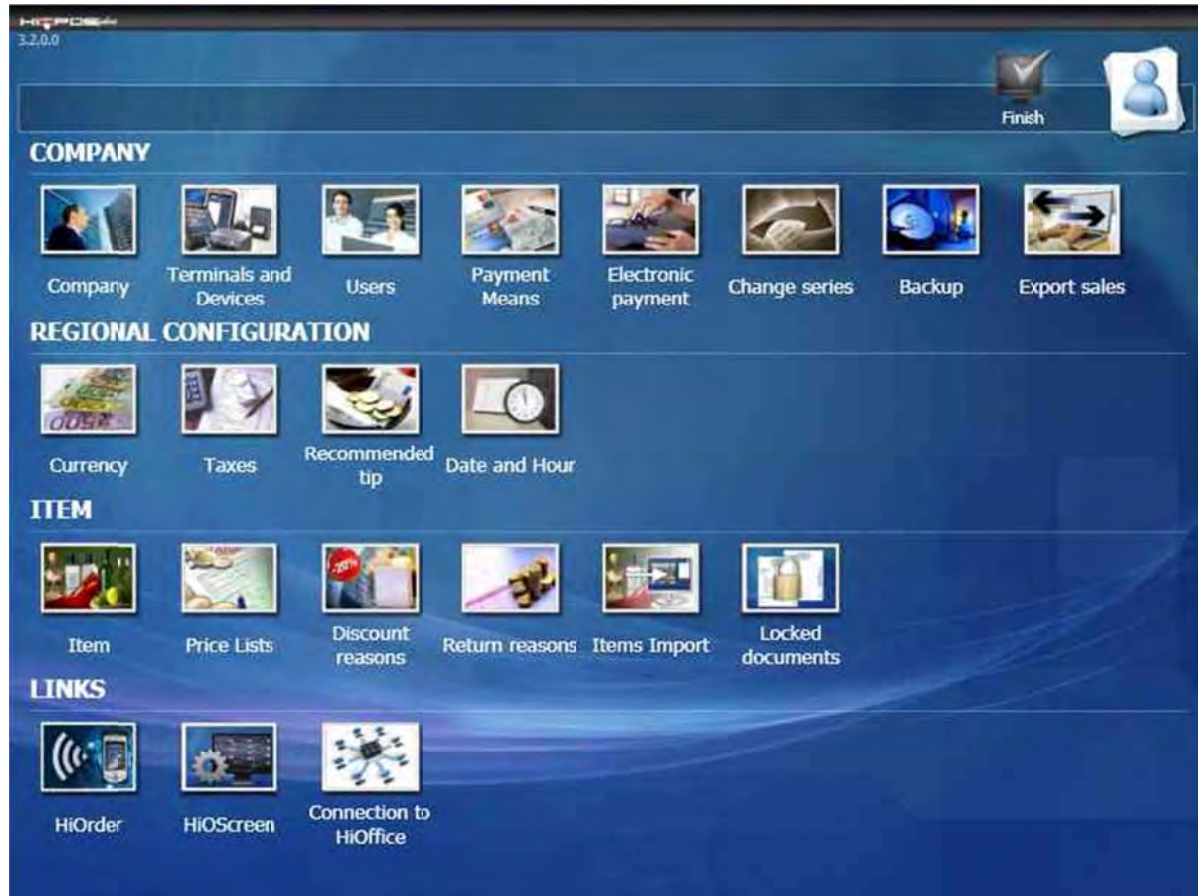 HIOPOS
3.2.0.0
Finish
COMPANY
Company
Terminals and
Devices
Users
Payment
Means
Electronic
payment
Change series
Backup
Export sales
REGIONAL CONFIGURATION
Currency
Taxes
Recommended
tip
Date and Hour
ITEM
-20%
Item
Price Lists
Discount
reasons
Return reasons
Items Import
Locked
documents
LINKS
HiOrder
HiOScreen
Connection to
HiOffice